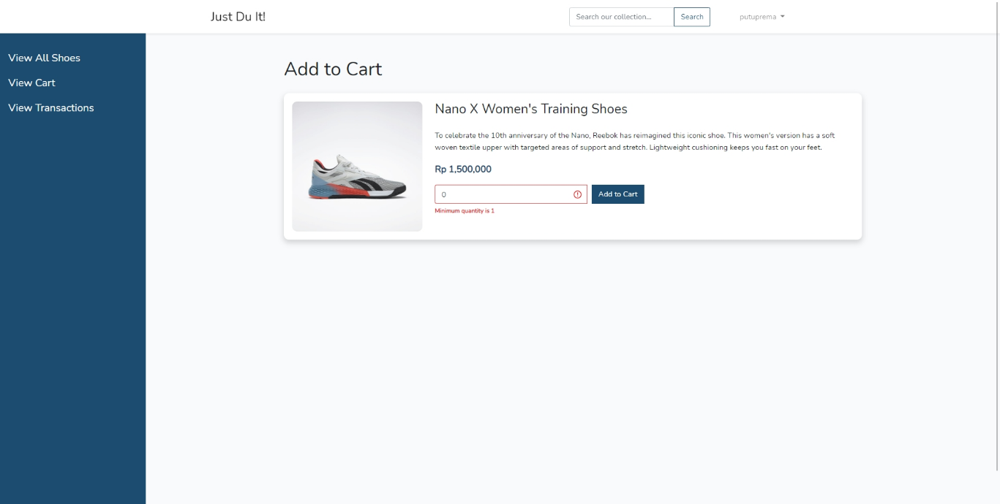 Just Du It!
Search our collection...
Search
putuprema
View All Shoes
View Cart
View Transactions
Add to Cart
Nano X Women's Training Shoes
To celebrate the 10th anniversary of the Nano, Reebok has reimagined this iconic shoe. This women's version has a soft
woven textile upper with targeted areas of support and stretch. Lightweight cushioning keeps you fast on your feet.
Rp 1,500,000
0
Add to Cart
Minimum quantity is 1